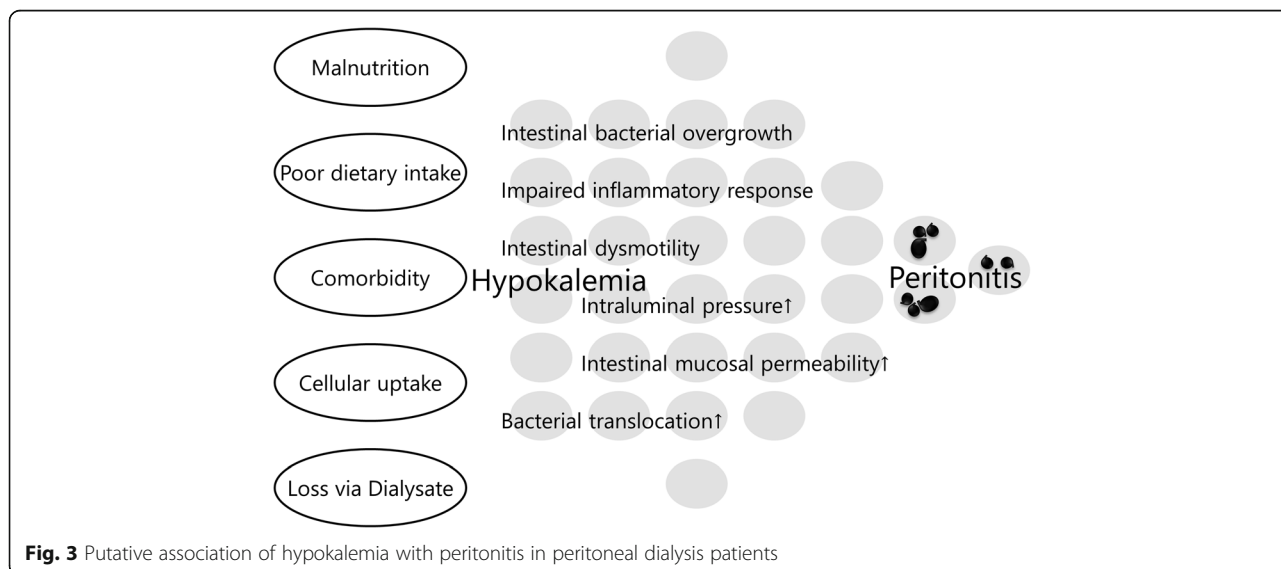 Malnutrition
Poor dietary intake
Comorbidity
Cellular uptake
Loss via Dialysate
Hypokalemia
Intestinal bacterial overgrowth
Impaired inflammatory response
Intestinal dysmotility
Intraluminal pressure↑
Intestinal mucosal permeability↑
Bacterial translocation↑
Peritonitis
Fig. 3 Putative association of hypokalemia with peritonitis in peritoneal dialysis patients